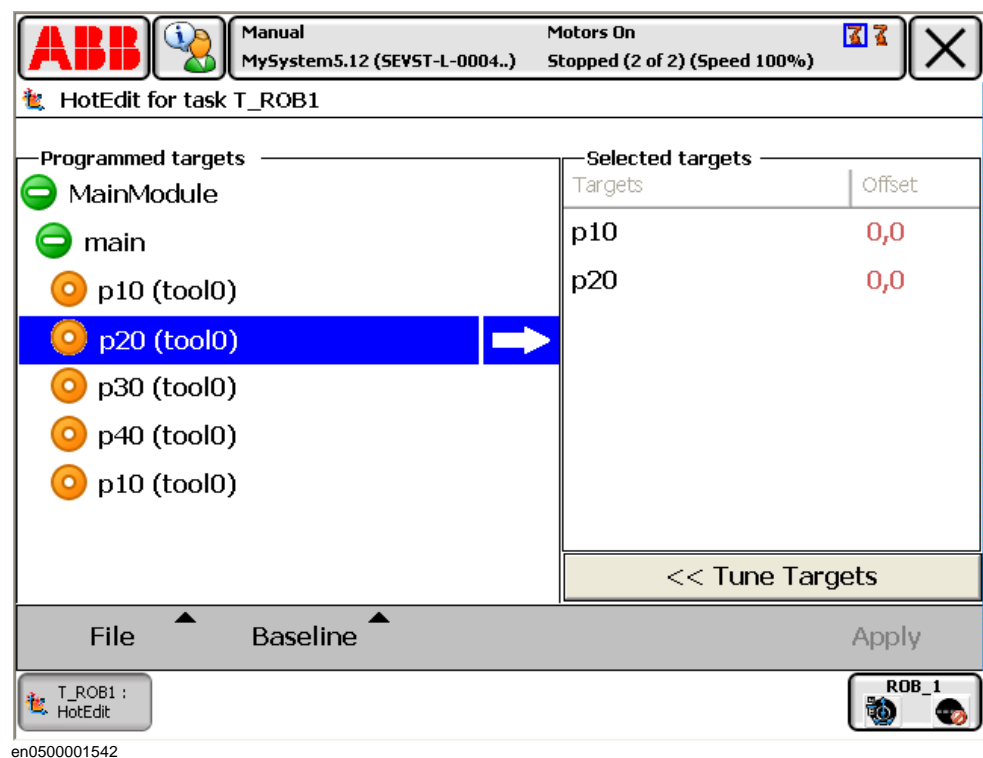 ABB
Manual
Motors On
MySystem5.12 (SEVST-L-0004..)
Stopped (2 of 2) (Speed 100%)
HotEdit for task T_ROB1
Programmed targets
MainModule
main
p10 (tool0)
p20 (tool0)
p30 (tool0)
p40 (tool0)
p10 (tool0)
Selected targets
Targets Offset
p10 0,0
p20 0,0
<< Tune Targets
File Baseline Apply
T_ROB1 :
HotEdit
ROB_1
en0500001542